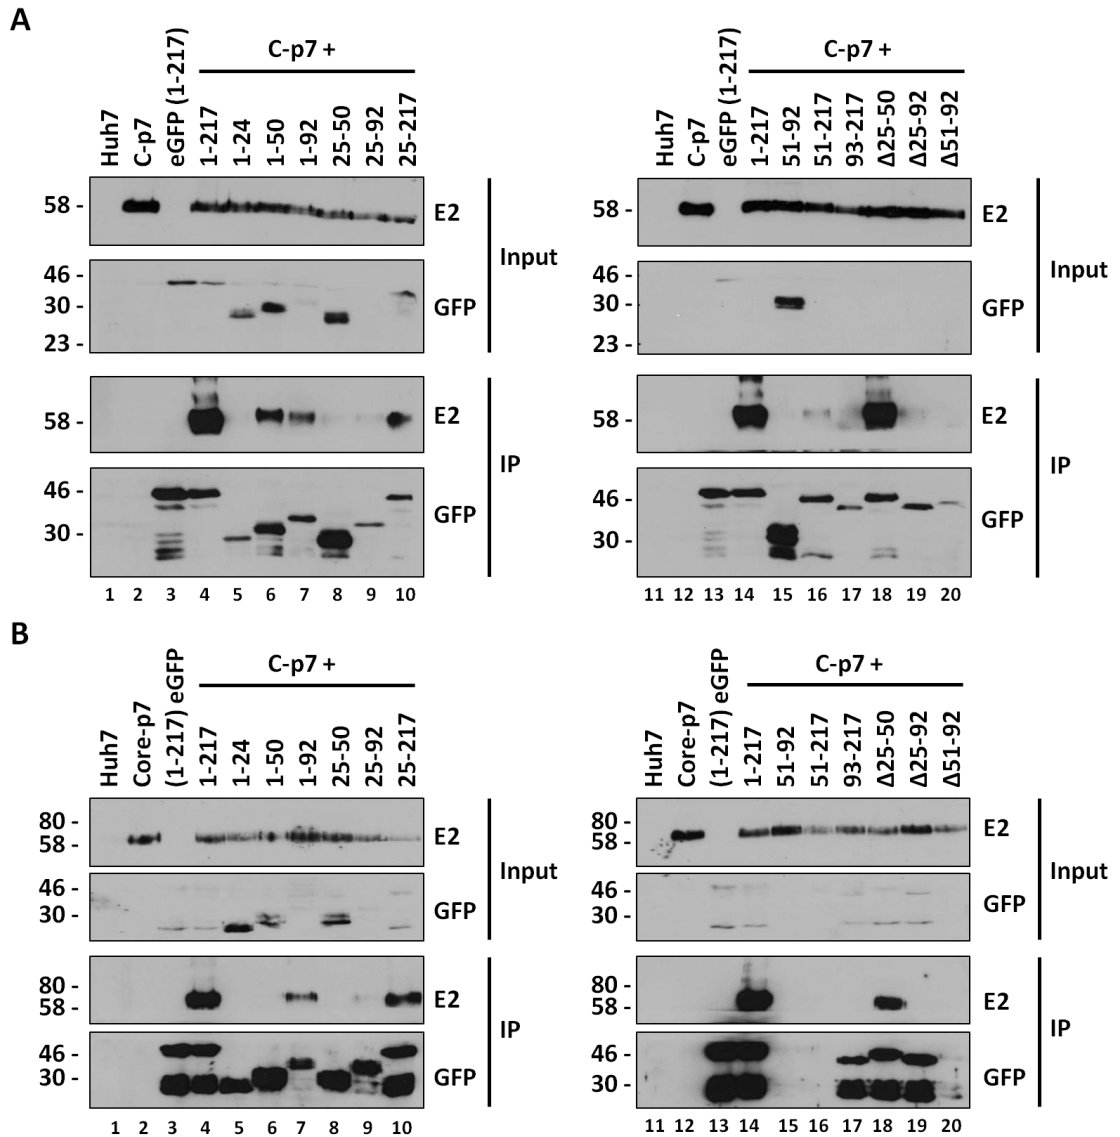 A
C-p7 +
Huh7
C-p7
eGFP (1-217)
1-217
1-24
1-50
1-92
25-50
25-92
25-217
58 -
E2
46 -
30 -
23 -
GFP
Input
58 -
E2
46 -
30 -
GFP
IP
1 2 3 4 5 6 7 8 9 10
C-p7 +
Huh7
C-p7
eGFP (1-217)
1-217
51-92
51-217
93-217
Δ25-50
Δ25-92
Δ51-92
58 -
E2
46 -
30 -
23 -
GFP
Input
58 -
E2
46 -
30 -
GFP
IP
11 12 13 14 15 16 17 18 19 20
B
C-p7 +
Huh7
Core-p7
(1-217) eGFP
1-217
1-24
1-50
1-92
25-50
25-92
25-217
80 -
58 -
E2
46 -
30 -
GFP
Input
80 -
58 -
E2
46 -
30 -
GFP
IP
1 2 3 4 5 6 7 8 9 10
C-p7 +
Huh7
Core-p7
(1-217) eGFP
1-217
51-92
51-217
93-217
Δ25-50
Δ25-92
Δ51-92
80 -
58 -
E2
46 -
30 -
GFP
Input
80 -
58 -
E2
46 -
30 -
GFP
IP
11 12 13 14 15 16 17 18 19 20